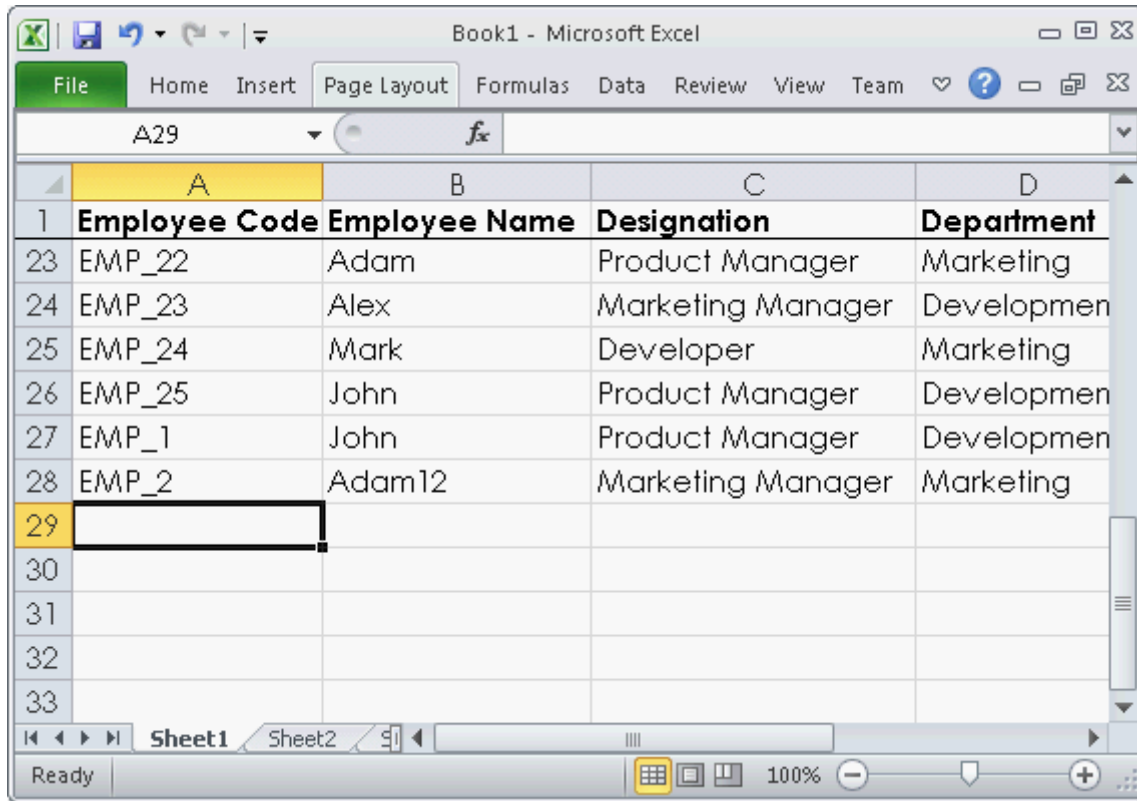 Book1 - Microsoft Excel
File Home Insert Page Layout Formulas Data Review View Team
A29 fx
A B C D
1 Employee Code Employee Name Designation Department
23 EMP_22 Adam Product Manager Marketing
24 EMP_23 Alex Marketing Manager Developmen
25 EMP_24 Mark Developer Marketing
26 EMP_25 John Product Manager Developmen
27 EMP_1 John Product Manager Developmen
28 EMP_2 Adam12 Marketing Manager Marketing
29
30
31
32
33
Sheet1 Sheet2
Ready 100%